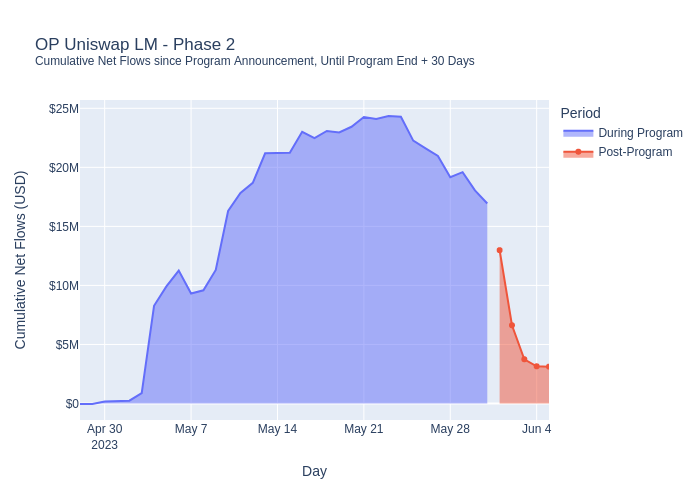 OP Uniswap LM - Phase 2
Cumulative Net Flows since Program Announcement, Until Program End + 30 Days
Period
During Program
Post-Program
Cumulative Net Flows (USD)
$25M
$20M
$15M
$10M
$5M
$0
Apr 30
2023
May 7
May 14
May 21
May 28
Jun 4
Day